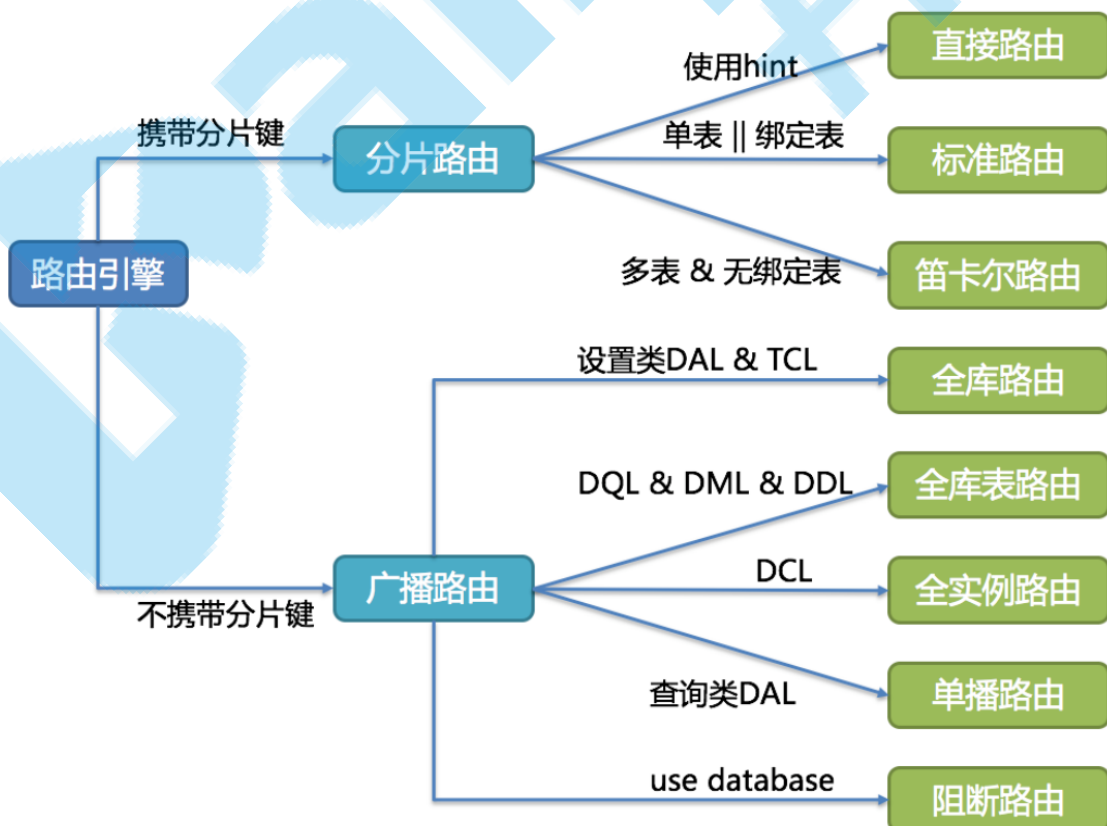 使用hint
直接路由
携带分片键
单表 || 绑定表
分片路由
标准路由
路由引擎
多表 & 无绑定表
笛卡尔路由
设置类DAL & TCL
全库路由
DQL & DML & DDL
全库表路由
DCL
广播路由
全实例路由
不携带分片键
查询类DAL
单播路由
use database
阻断路由